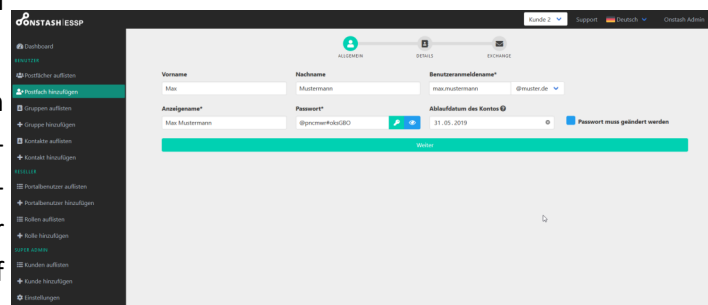 ONSTASH|ESSP
Kunde 2
Support
Deutsch
Onstash Admin
Dashboard
BENUTZER
Postfächer auflisten
Postfach hinzufügen
Gruppen auflisten
Gruppe hinzufügen
Kontakte auflisten
Kontakt hinzufügen
RESELLER
Portalbenutzer auflisten
Portalbenutzer hinzufügen
Rollen auflisten
Rolle hinzufügen
SUPER ADMIN
Kunden auflisten
Kunde hinzufügen
Einstellungen
ALLGEMEIN
DETAILS
EXCHANGE
Vorname
Nachname
Benutzeranmeldename*
Max
Mustermann
max.mustermann
@muster.de
Anzeigename*
Passwort*
Ablaufdatum des Kontos
Max Mustermann
31.05.2019
Passwort muss geändert werden
Weiter